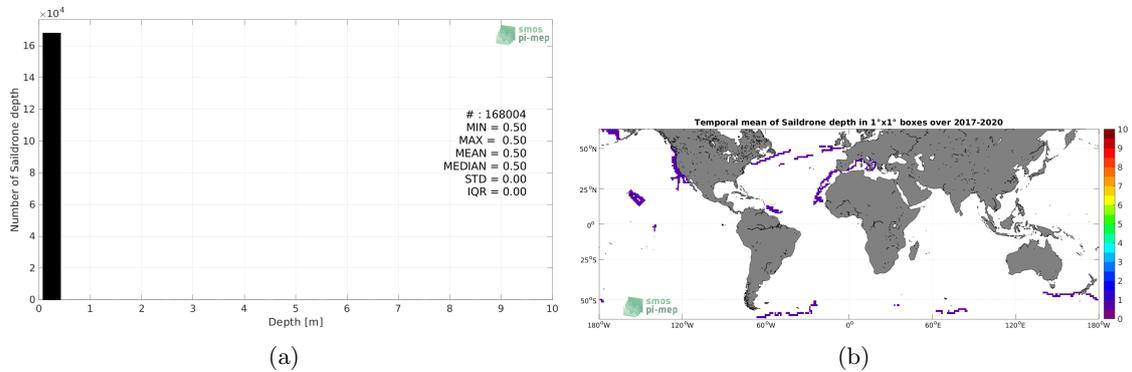 ×10⁴
smos
pi-mep
16
14
12
10
8
6
4
2
0
Number of Saildrone depth
# : 168004
MIN = 0.50
MAX = 0.50
MEAN = 0.50
MEDIAN = 0.50
STD = 0.00
IQR = 0.00
0 1 2 3 4 5 6 7 8 9 10
Depth [m]
(a)
Temporal mean of Saildrone depth in 1°x1° boxes over 2017-2020
50°N
25°N
0°
25°S
50°S
smos
pi-mep
180°W 120°W 60°W 0° 60°E 120°E 180°W
10
9
8
7
6
5
4
3
2
1
0
(b)